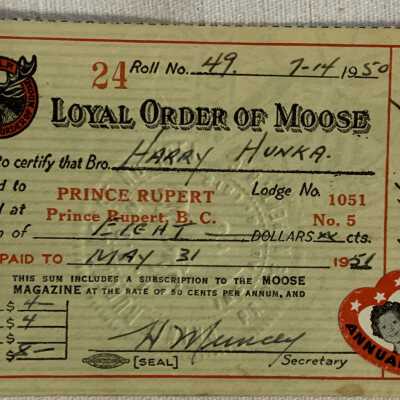 24 Roll No. 49. 7-14 1950
LOYAL ORDER OF MOOSE
to certify that Bro. HARRY HUNKA.
d to PRINCE RUPERT Lodge No. 1051
d at Prince Rupert, B. C. No. 5
n of EIGHT - DOLLARS xx cts.
PAID TO MAY 31 1951
THIS SUM INCLUDES A SUBSCRIPTION TO THE MOOSE
MAGAZINE AT THE RATE OF 50 CENTS PER ANNUM, AND
$ 4-
$ 4
$ 8-
H Muncey
[SEAL] Secretary
ANNUA